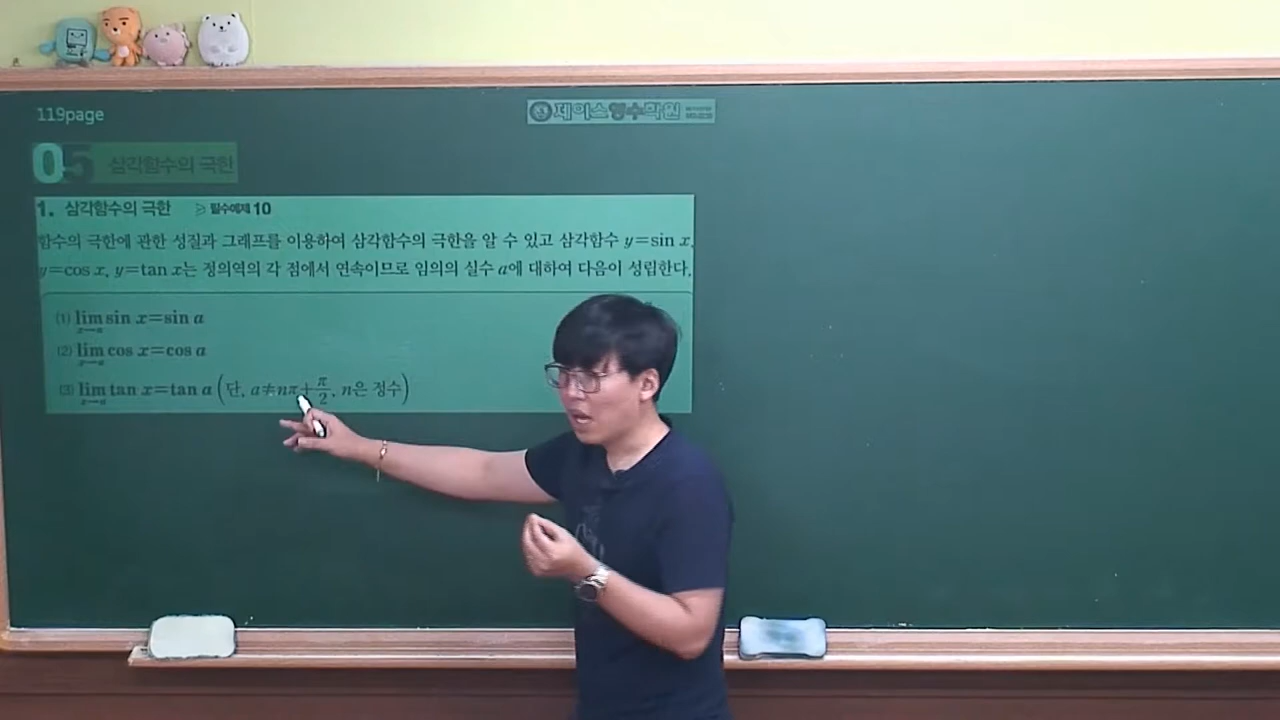 119page
제이스영수학원
05 삼각함수의 극한
1. 삼각함수의 극한 ≥ 필수예제 10
함수의 극한에 관한 성질과 그래프를 이용하여 삼각함수의 극한을 알 수 있고 삼각함수 y=sin x,
y=cos x, y=tan x는 정의역의 각 점에서 연속이므로 임의의 실수 a에 대하여 다음이 성립한다.
(1) lim x→a sin x=sin a
(2) lim x→a cos x=cos a
(3) lim x→a tan x=tan a (단, a≠nπ+π/2, n은 정수)